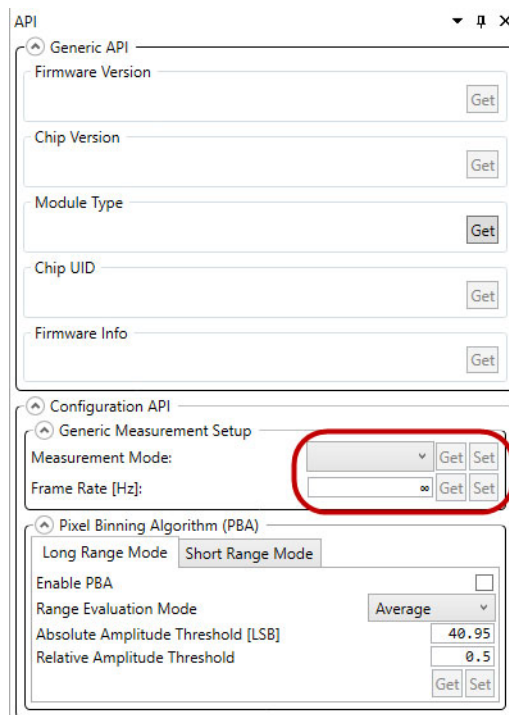 API
Generic API
Firmware Version
Get
Chip Version
Get
Module Type
Get
Chip UID
Get
Firmware Info
Get
Configuration API
Generic Measurement Setup
Measurement Mode: Get Set
Frame Rate [Hz]: ∞ Get Set
Pixel Binning Algorithm (PBA)
Long Range Mode Short Range Mode
Enable PBA
Range Evaluation Mode Average
Absolute Amplitude Threshold [LSB] 40.95
Relative Amplitude Threshold 0.5
Get Set